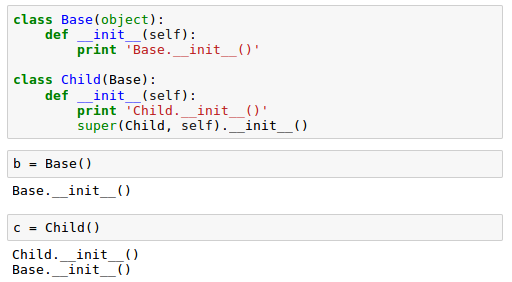 class Base(object):
    def __init__(self):
        print 'Base.__init__()'
class Child(Base):
    def __init__(self):
        print 'Child.__init__()'
        super(Child, self).__init__()
b = Base()
Base.__init__()
c = Child()
Child.__init__()
Base.__init__()